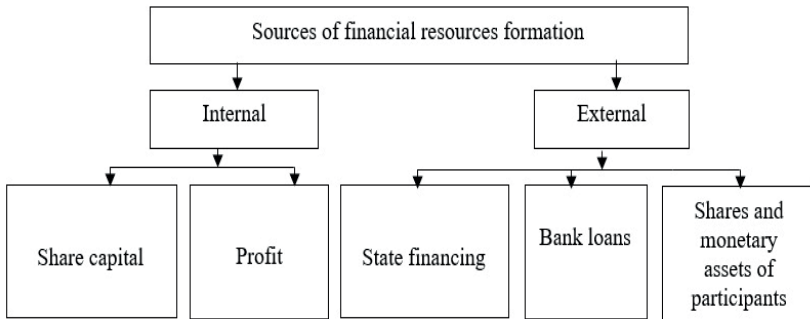 Sources of financial resources formation
Internal
External
Share capital
Profit
State financing
Bank loans
Shares and
monetary
assets of
participants